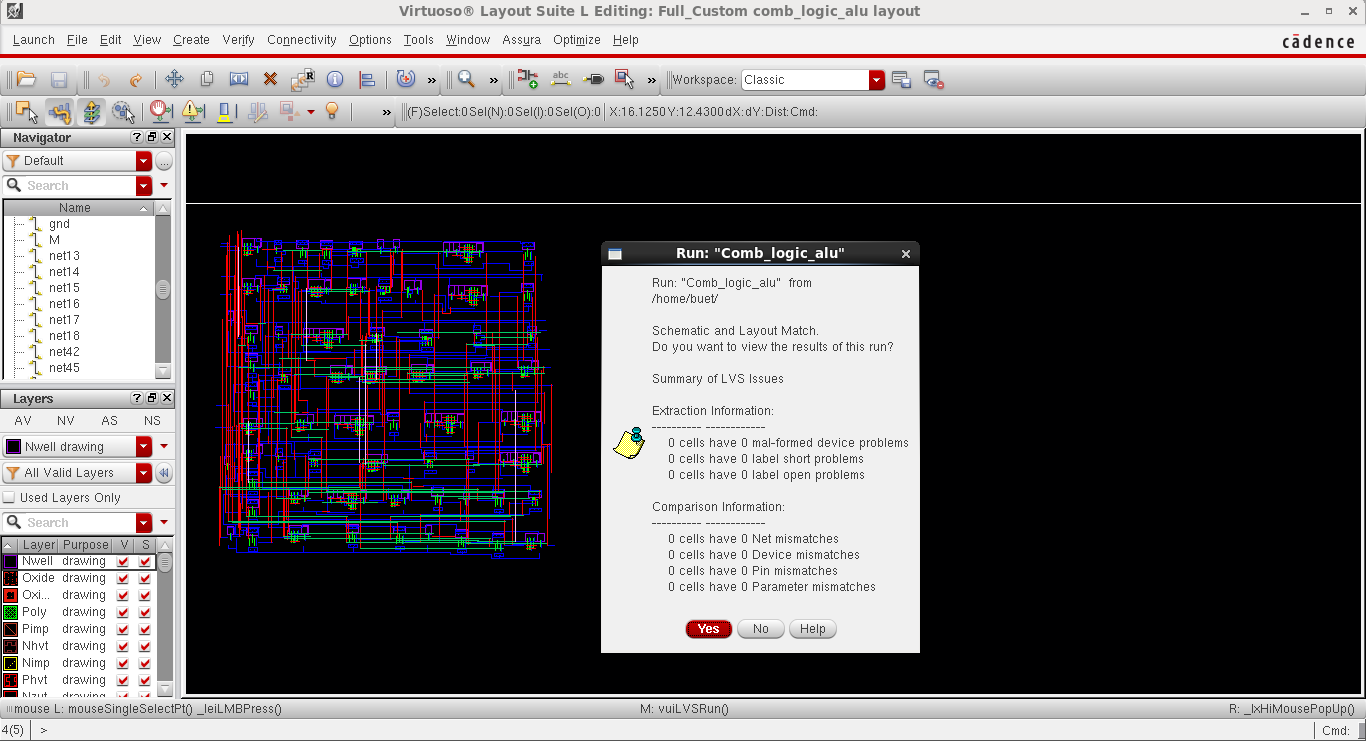 Virtuoso® Layout Suite L Editing: Full_Custom comb_logic_alu layout
Launch File Edit View Create Verify Connectivity Options Tools Window Assura Optimize Help
cādence
abc
R
Workspace: Classic
(F)Select:0 Sel(N):0 Sel(I):0 Sel(O):0 X:16.1250 Y:12.4300 dX: dY: Dist: Cmd:
Navigator
Default
Search
Name
gnd
M
net13
net14
net15
net16
net17
net18
net42
net45
Layers
AV NV AS NS
Nwell drawing
All Valid Layers
Used Layers Only
Search
Layer Purpose V S
Nwell drawing
Oxide drawing
Oxi... drawing
Poly drawing
Pimp drawing
Nhvt drawing
Nimp drawing
Phvt drawing
Nzvt drawing
Run: "Comb_logic_alu"
Run: "Comb_logic_alu" from
/home/buet/
Schematic and Layout Match.
Do you want to view the results of this run?
Summary of LVS Issues
Extraction Information:
---------- ------------
0 cells have 0 mal-formed device problems
0 cells have 0 label short problems
0 cells have 0 label open problems
Comparison Information:
---------- ------------
0 cells have 0 Net mismatches
0 cells have 0 Device mismatches
0 cells have 0 Pin mismatches
0 cells have 0 Parameter mismatches
Yes No Help
mouse L: mouseSingleSelectPt() _leiLMBPress() M: vuiLVSRun() R: _lxHiMousePopUp()
4(5) > Cmd: